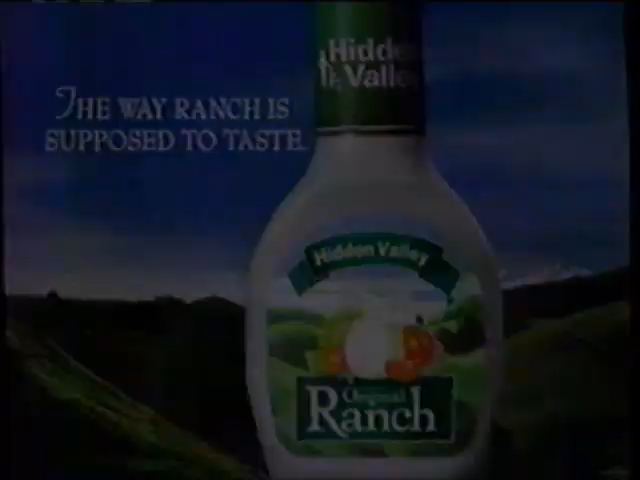 Hidden
Valley
THE WAY RANCH IS
SUPPOSED TO TASTE.
Hidden Valley
Original
Ranch